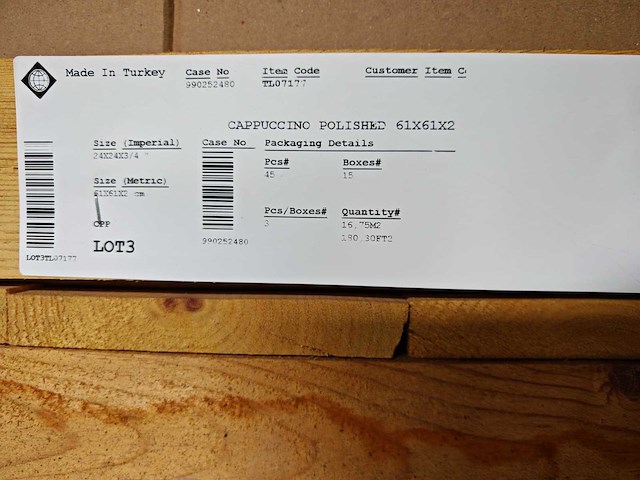 Made In Turkey
Case No
990252480
Item Code
TL07177
Customer Item C
CAPPUCCINO POLISHED 61X61X2
Size (Imperial)
24X24X3/4 "
Case No
Packaging Details
Pcs#
45
Boxes#
15
Size (Metric)
61X61X2 cm
CPP
LOT3
990252480
Pcs/Boxes#
3
Quantity#
16,75M2
180,30FT2
LOT3TL07177